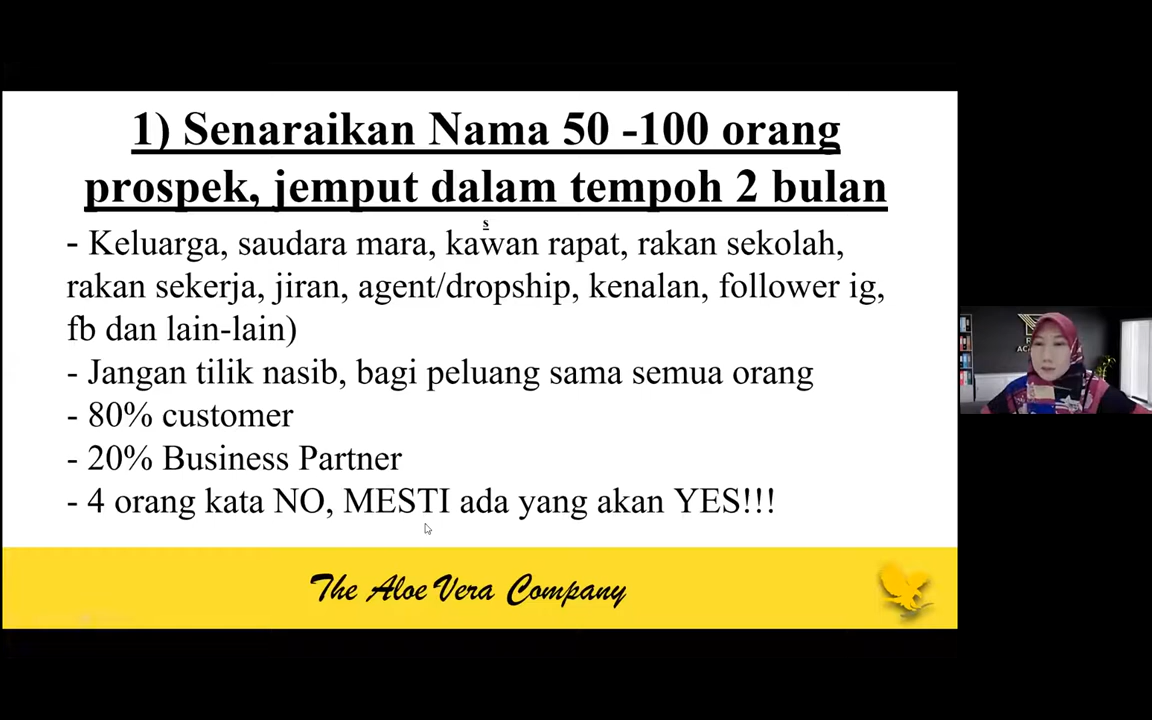 1) Senaraikan Nama 50 -100 orang
prospek, jemput dalam tempoh 2 bulan
s
- Keluarga, saudara mara, kawan rapat, rakan sekolah,
rakan sekerja, jiran, agent/dropship, kenalan, follower ig,
fb dan lain-lain)
- Jangan tilik nasib, bagi peluang sama semua orang
- 80% customer
- 20% Business Partner
- 4 orang kata NO, MESTI ada yang akan YES!!!
The Aloe Vera Company